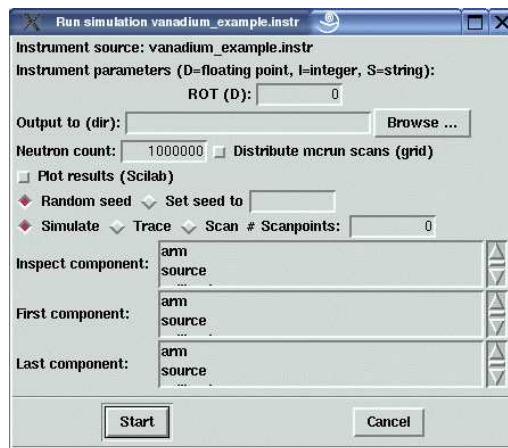 Run simulation vanadium_example.instr
Instrument source: vanadium_example.instr
Instrument parameters (D=floating point, I=integer, S=string):
ROT (D): 0
Output to (dir): Browse ...
Neutron count: 1000000 Distribute mcrun scans (grid)
Plot results (Scilab)
Random seed Set seed to
Simulate Trace Scan # Scanpoints: 0
Inspect component: arm
source
First component: arm
source
Last component: arm
source
Start Cancel